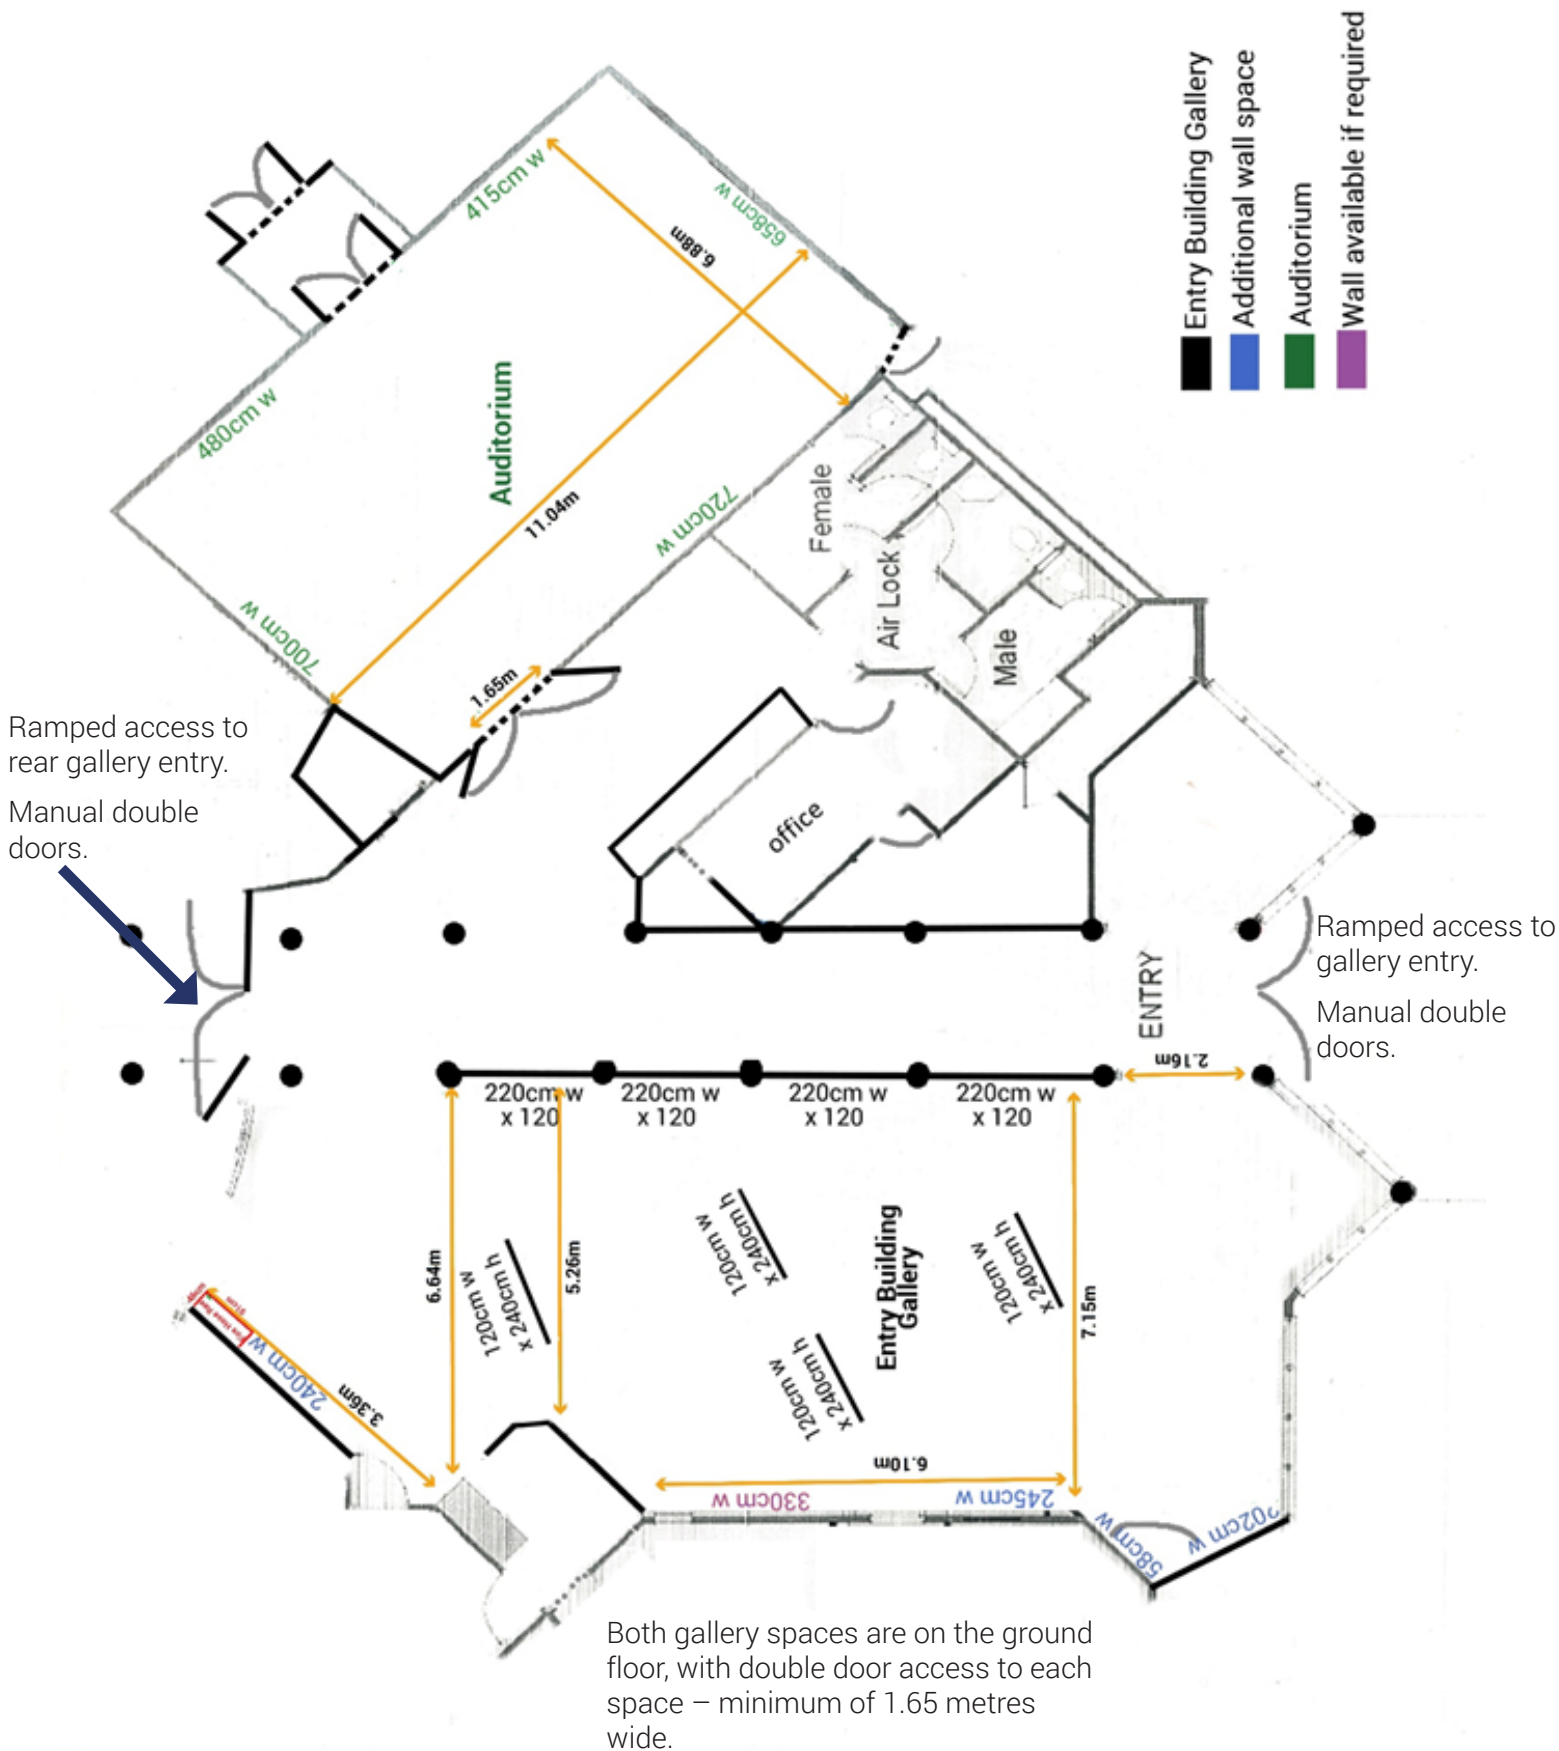 Entry Building Gallery
Additional wall space
Auditorium
Wall available if required
415cm w
658cm w
6.88m
480cm w
Auditorium
11.04m
720cm w
700cm w
1.65m
Female
Air Lock
Male
office
Ramped access to
rear gallery entry.
Manual double
doors.
Ramped access to
gallery entry.
Manual double
doors.
ENTRY
2.16m
220cm w
x 120
220cm w
x 120
220cm w
x 120
220cm w
x 120
6.64m
5.26m
7.15m
120cm w
x 240cm h
120cm w
x 240cm h
120cm w
x 240cm h
120cm w
x 240cm h
Entry Building
Gallery
240cm w
3.36m
6.10m
330cm w
245cm w
58cm w
202cm w
Both gallery spaces are on the ground
floor, with double door access to each
space – minimum of 1.65 metres
wide.